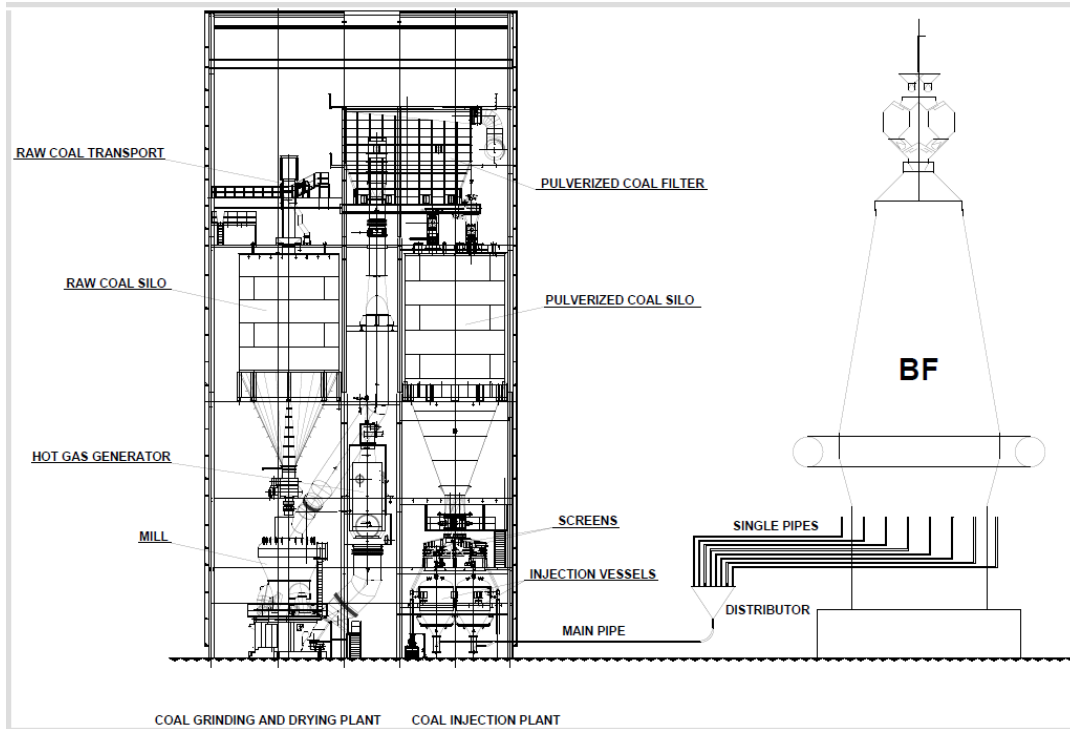 RAW COAL TRANSPORT
PULVERIZED COAL FILTER
RAW COAL SILO
PULVERIZED COAL SILO
BF
HOT GAS GENERATOR
SCREENS
SINGLE PIPES
MILL
INJECTION VESSELS
DISTRIBUTOR
MAIN PIPE
COAL GRINDING AND DRYING PLANT
COAL INJECTION PLANT